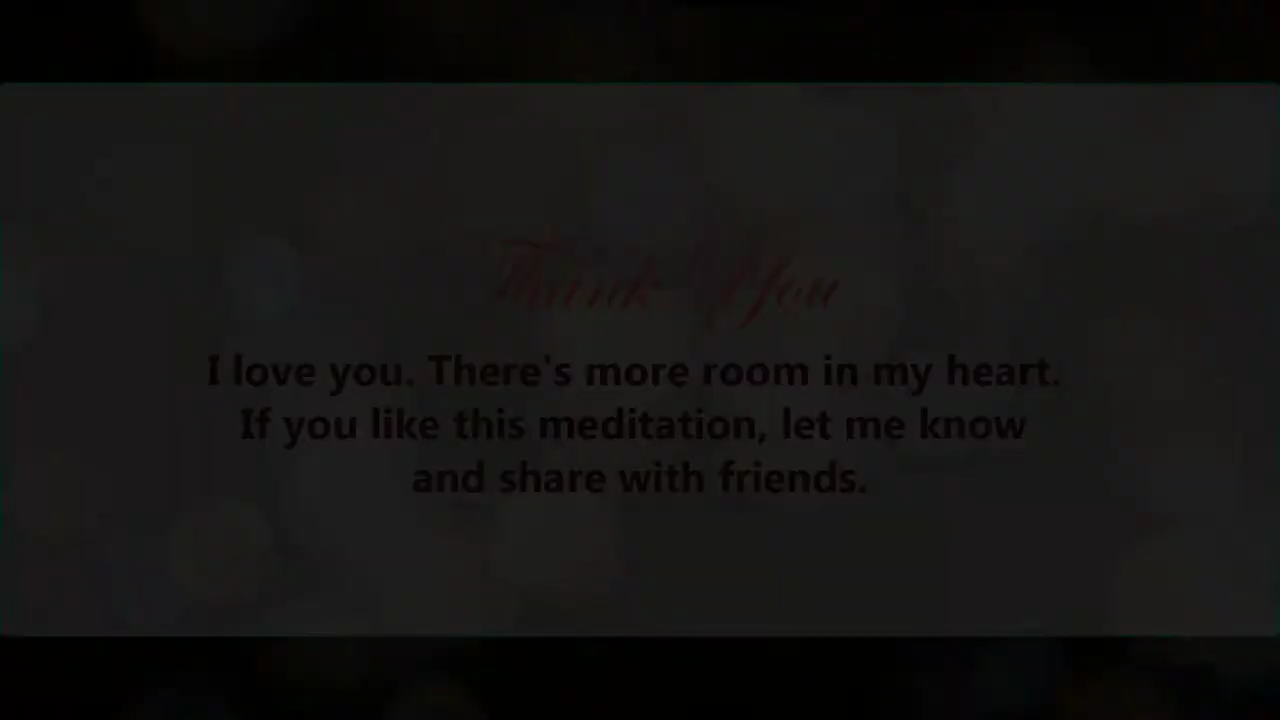 Thank You
I love you. There's more room in my heart.
If you like this meditation, let me know
and share with friends.